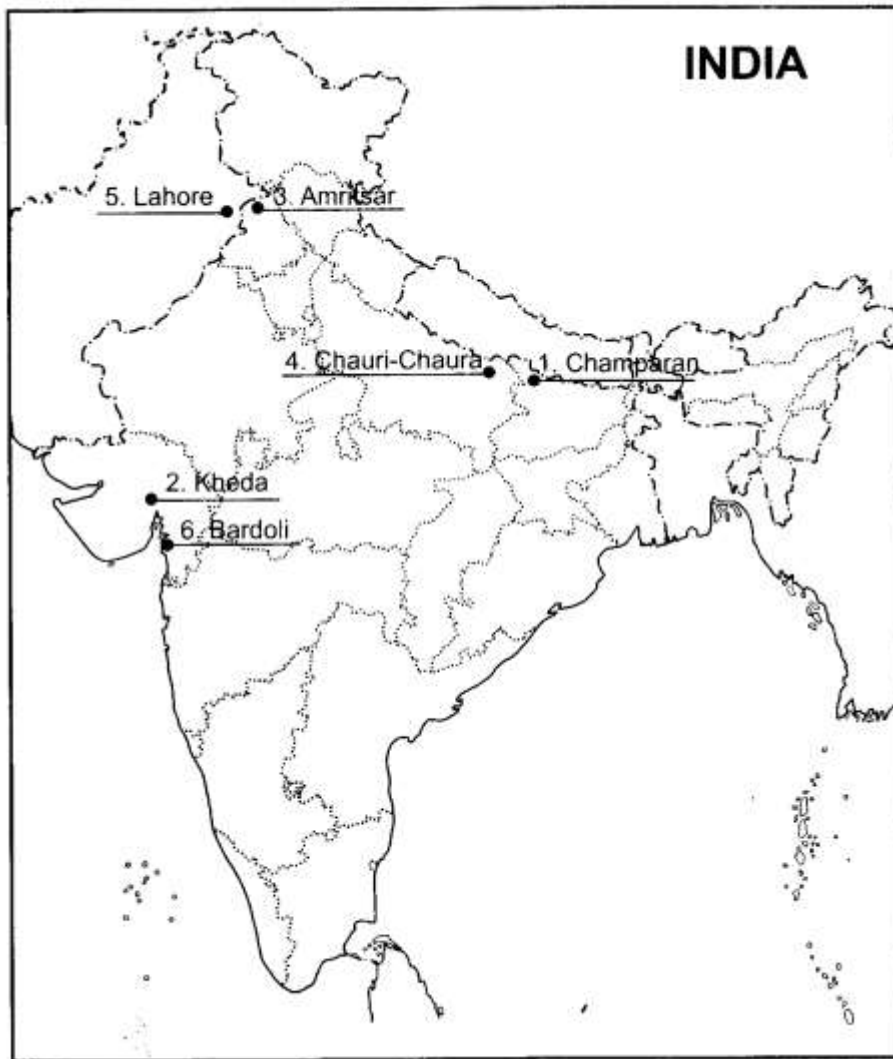 INDIA
5. Lahore
3. Amritsar
4. Chauri-Chaura
1. Champaran
2. Kheda
6. Bardoli